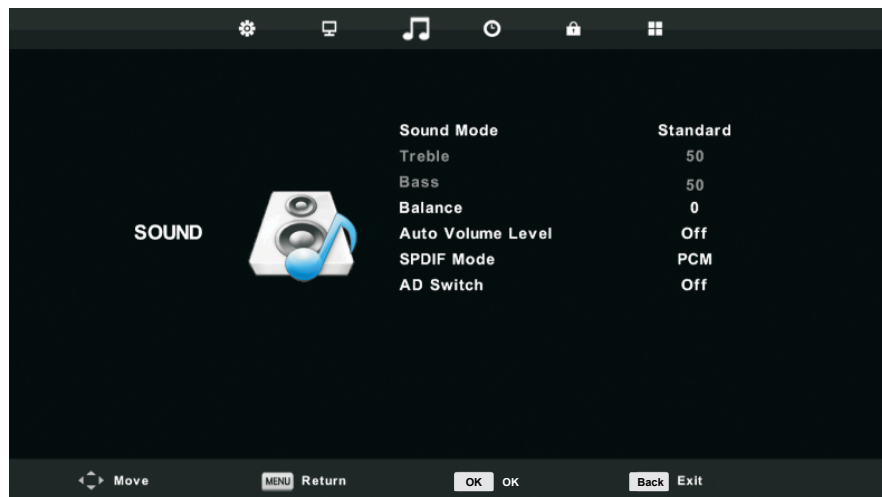 Sound Mode Standard
Treble 50
Bass 50
Balance 0
SOUND
Auto Volume Level Off
SPDIF Mode PCM
AD Switch Off
Move MENU Return OK OK Back Exit